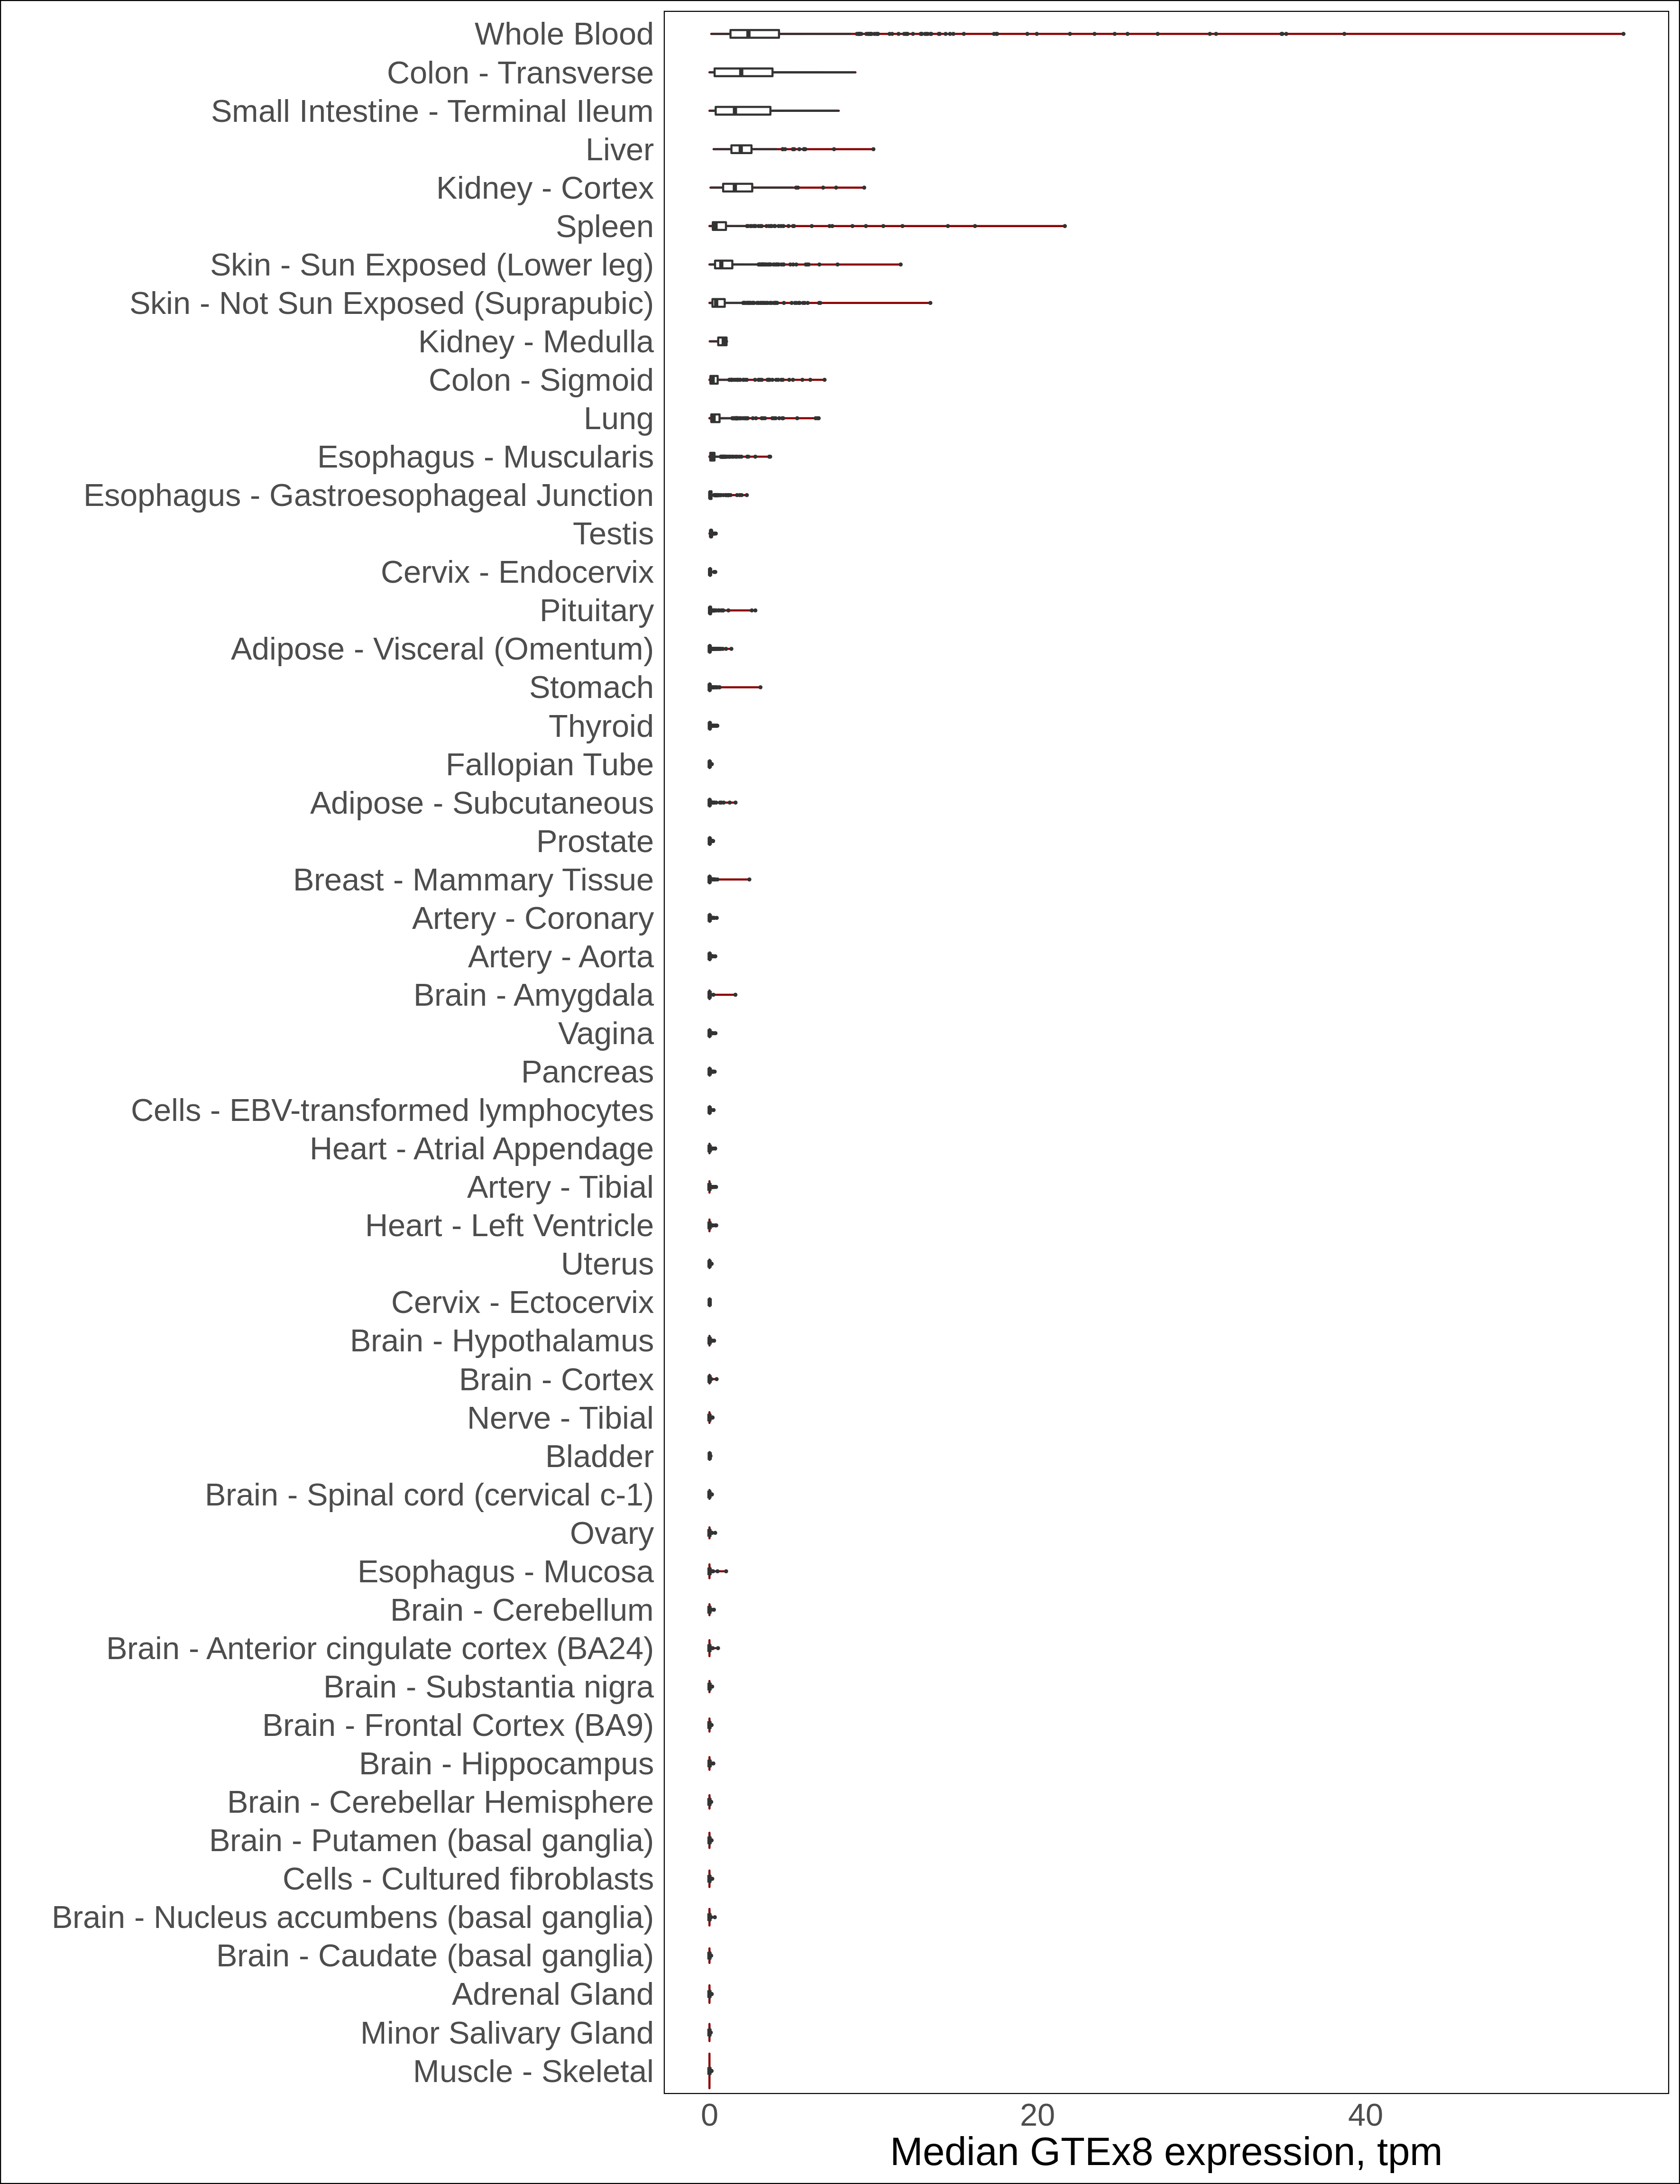 Whole Blood
Colon - Transverse
Small Intestine - Terminal Ileum
Liver
Kidney - Cortex
Spleen
Skin - Sun Exposed (Lower leg)
Skin - Not Sun Exposed (Suprapubic)
Kidney - Medulla
Colon - Sigmoid
Lung
Esophagus - Muscularis
Esophagus - Gastroesophageal Junction
Testis
Cervix - Endocervix
Pituitary
Adipose - Visceral (Omentum)
Stomach
Thyroid
Fallopian Tube
Adipose - Subcutaneous
Prostate
Breast - Mammary Tissue
Artery - Coronary
Artery - Aorta
Brain - Amygdala
Vagina
Pancreas
Cells - EBV-transformed lymphocytes
Heart - Atrial Appendage
Artery - Tibial
Heart - Left Ventricle
Uterus
Cervix - Ectocervix
Brain - Hypothalamus
Brain - Cortex
Nerve - Tibial
Bladder
Brain - Spinal cord (cervical c-1)
Ovary
Esophagus - Mucosa
Brain - Cerebellum
Brain - Anterior cingulate cortex (BA24)
Brain - Substantia nigra
Brain - Frontal Cortex (BA9)
Brain - Hippocampus
Brain - Cerebellar Hemisphere
Brain - Putamen (basal ganglia)
Cells - Cultured fibroblasts
Brain - Nucleus accumbens (basal ganglia)
Brain - Caudate (basal ganglia)
Adrenal Gland
Minor Salivary Gland
Muscle - Skeletal
0 20 40
Median GTEx8 expression, tpm